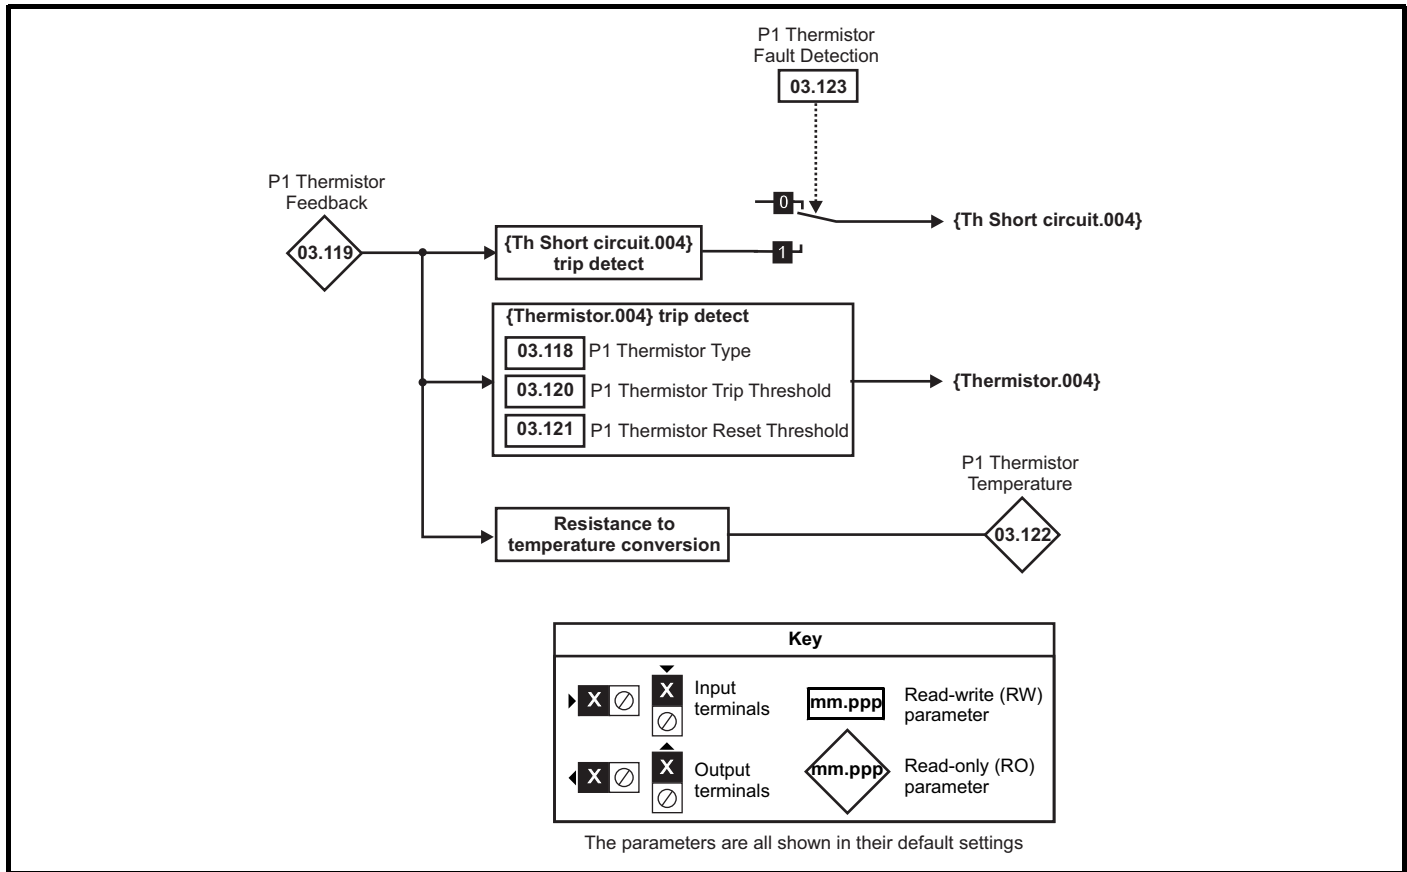 P1 Thermistor
Fault Detection
03.123
P1 Thermistor
Feedback
03.119
0
{Th Short circuit.004}
{Th Short circuit.004}
trip detect
1
{Thermistor.004} trip detect
03.118 P1 Thermistor Type
03.120 P1 Thermistor Trip Threshold
03.121 P1 Thermistor Reset Threshold
{Thermistor.004}
P1 Thermistor
Temperature
Resistance to
temperature conversion
03.122
Key
X
X
Input
terminals
mm.ppp
Read-write (RW)
parameter
X
X
Output
terminals
mm.ppp
Read-only (RO)
parameter
The parameters are all shown in their default settings